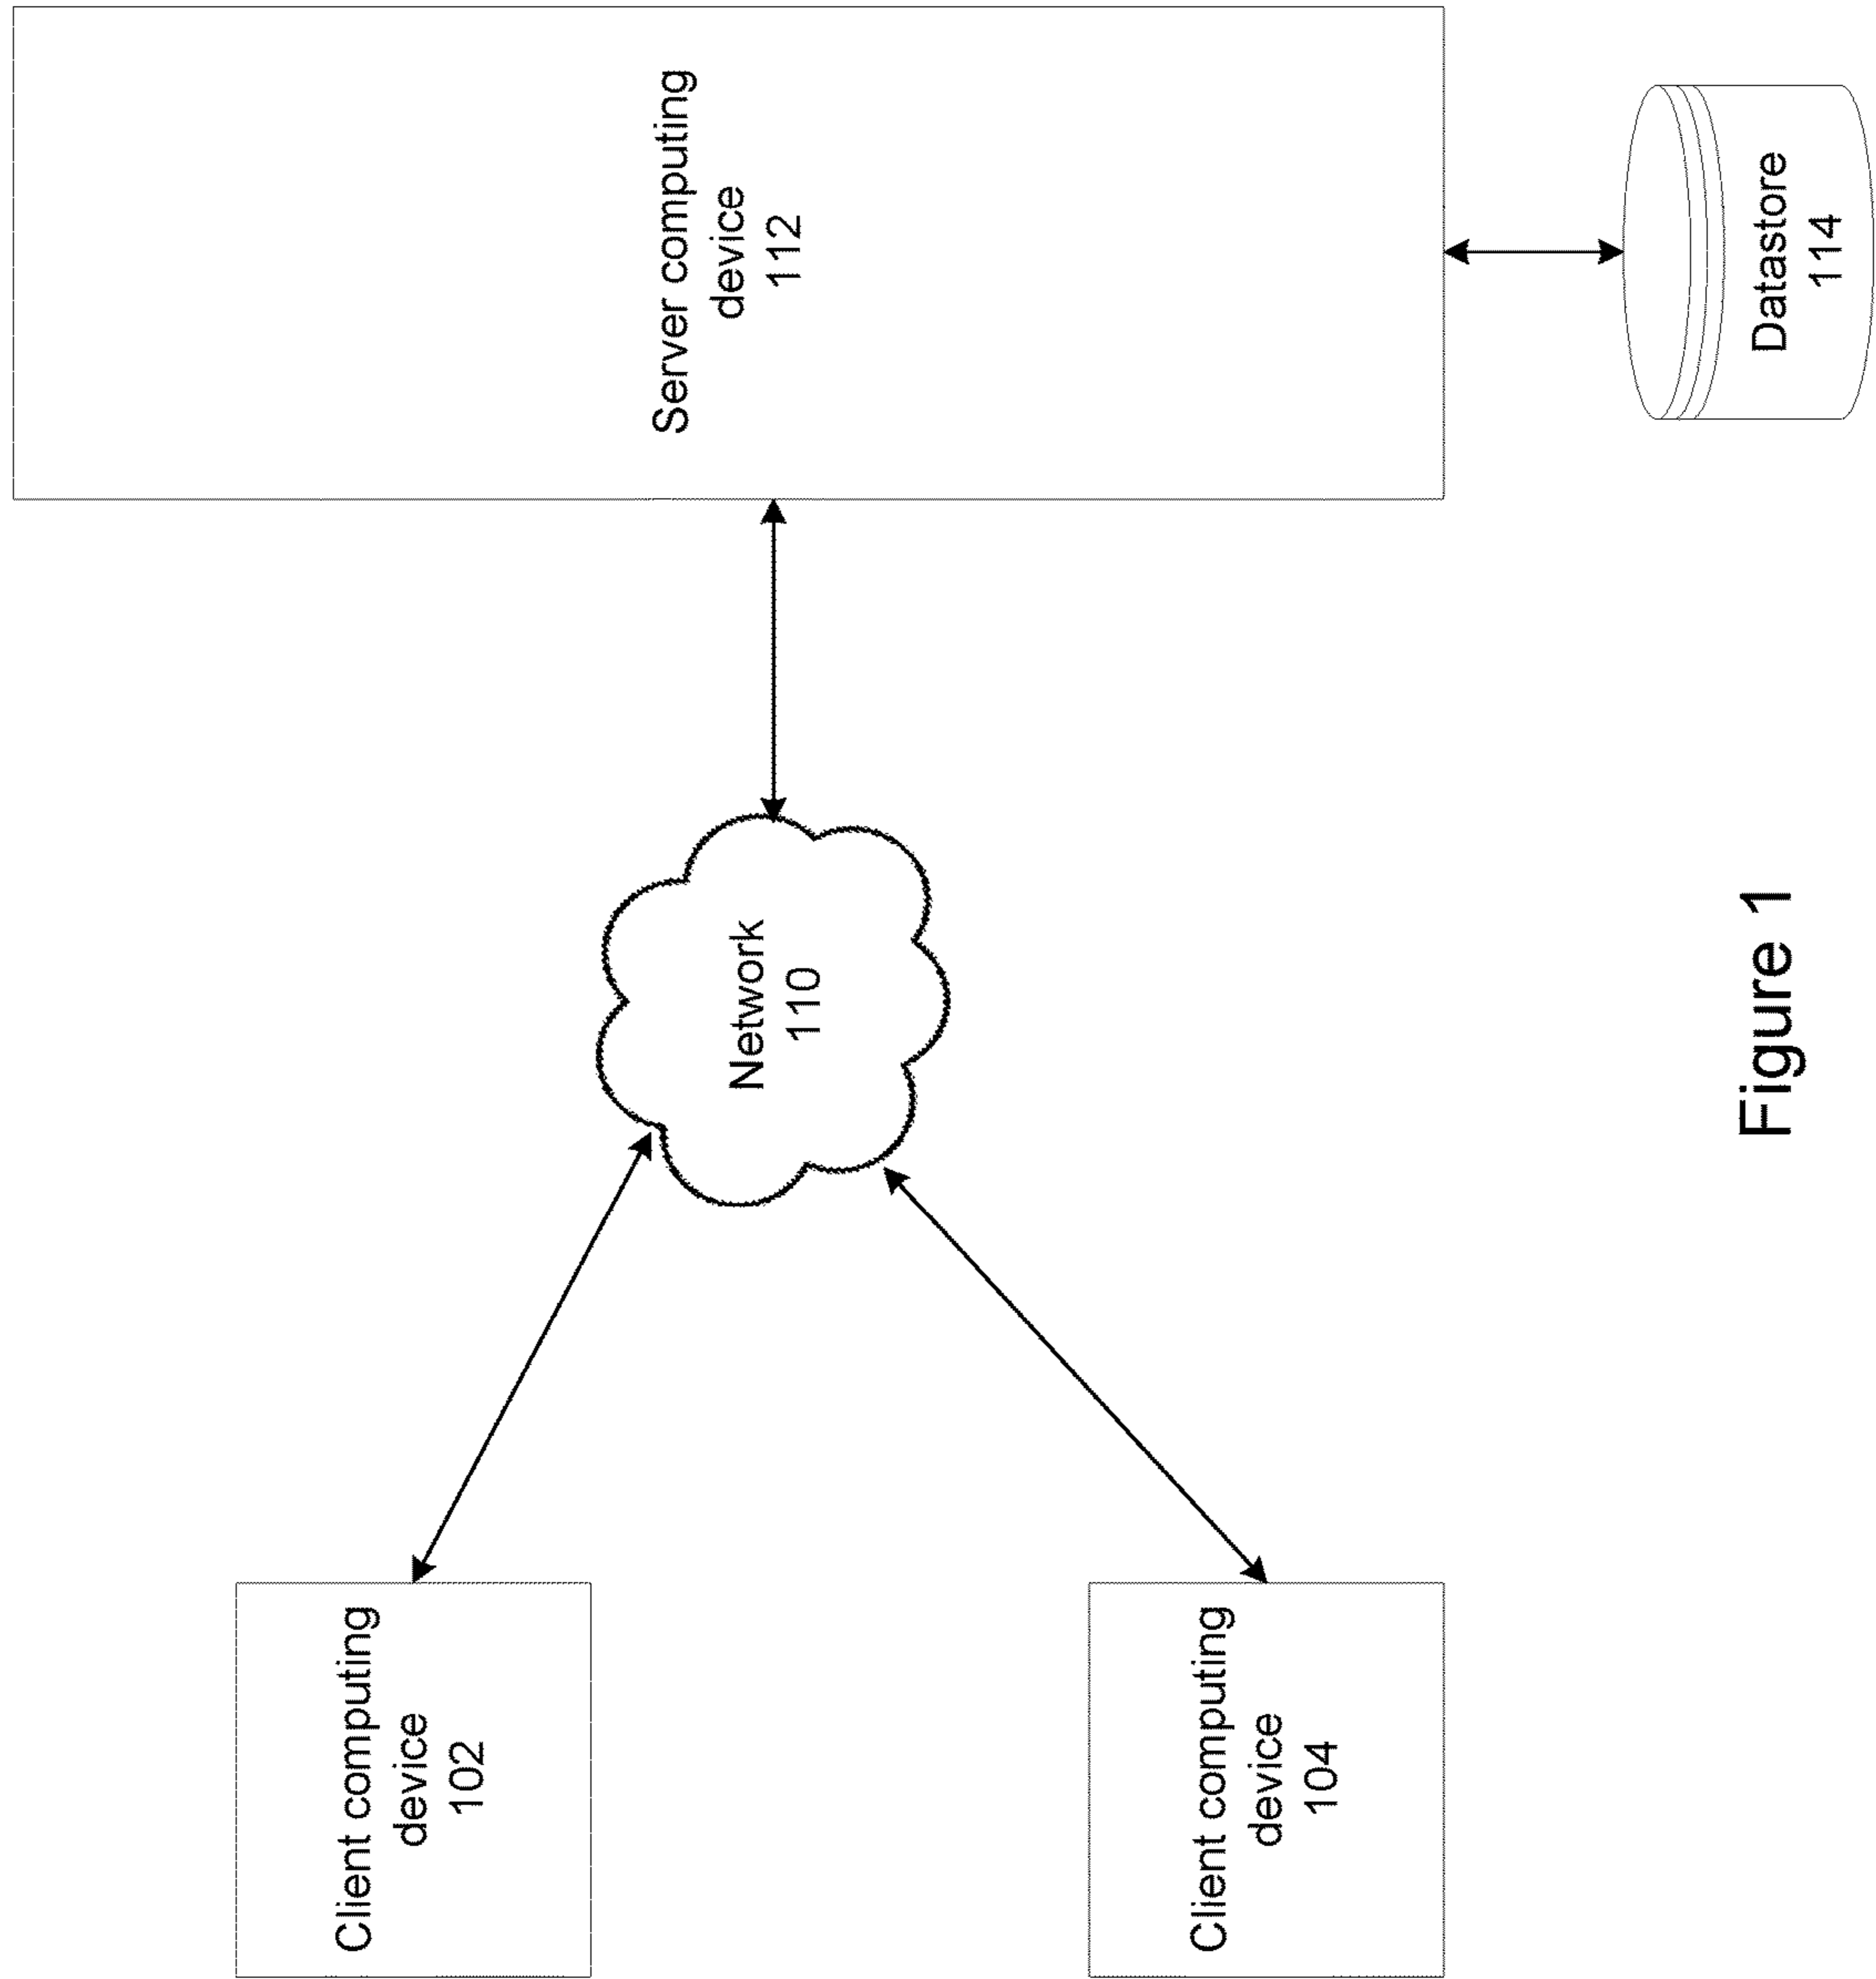 Client computing
device
102
Client computing
device
104
Network
110
Server computing
device
112
Datastore
114
Figure 1